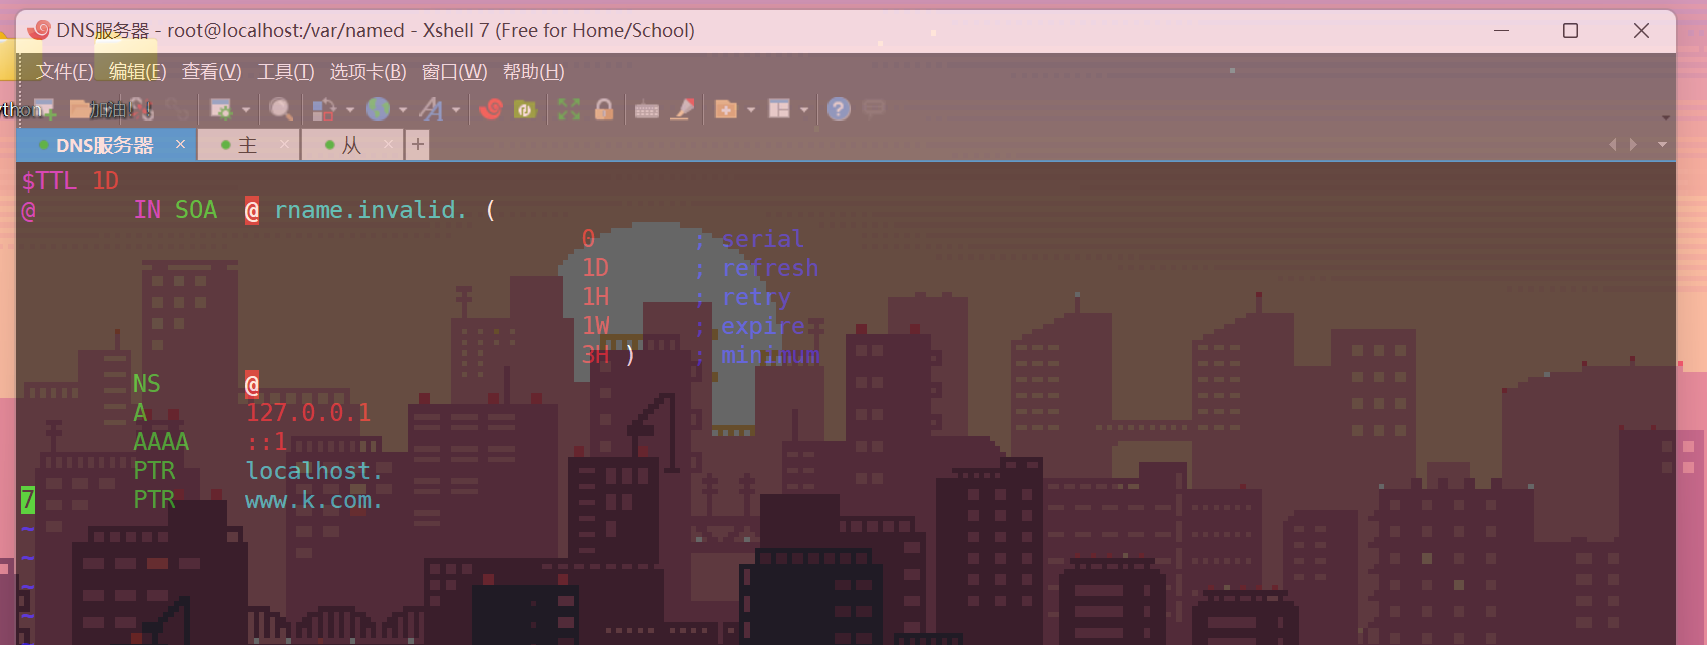 DNS服务器 - root@localhost:/var/named - Xshell 7 (Free for Home/School)
文件(F) 编辑(E) 查看(V) 工具(T) 选项卡(B) 窗口(W) 帮助(H)
ython 加油！！
DNS服务器 × 主 × 从 × +
$TTL 1D
@ IN SOA @ rname.invalid. (
0 ; serial
1D ; refresh
1H ; retry
1W ; expire
3H ) ; minimum
NS @
A 127.0.0.1
AAAA ::1
PTR localhost.
7 PTR www.k.com.
~
~
~
~